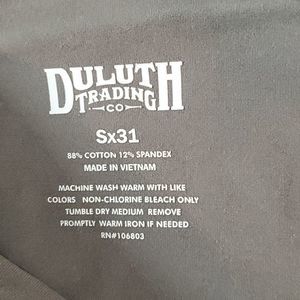 DULUTH
TRADING
CO
Sx31
88% COTTON 12% SPANDEX
MADE IN VIETNAM
MACHINE WASH WARM WITH LIKE
COLORS NON-CHLORINE BLEACH ONLY
TUMBLE DRY MEDIUM REMOVE
PROMPTLY WARM IRON IF NEEDED
RN#106803